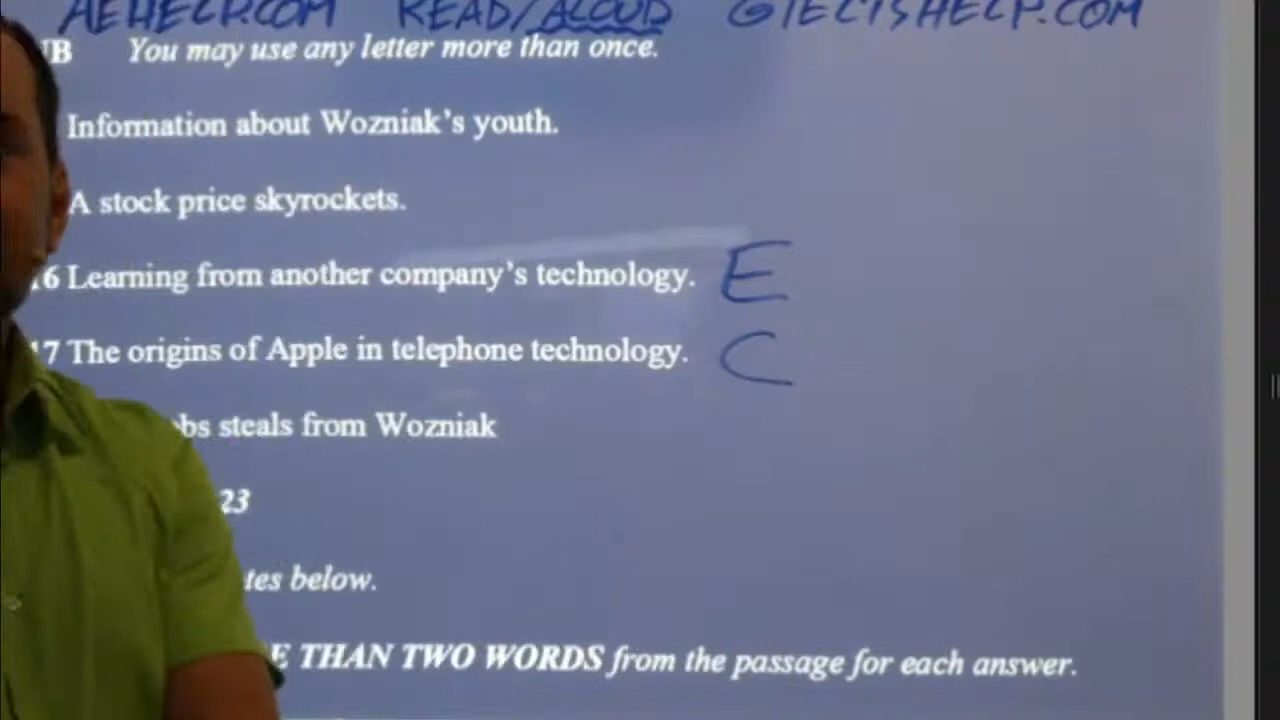 AEHELP.COM READ/ALOUD GIELTSHELP.COM
You may use any letter more than once.
Information about Wozniak's youth.
A stock price skyrockets.
16 Learning from another company's technology. E
17 The origins of Apple in telephone technology. C
steals from Wozniak
23
below.
THAN TWO WORDS from the passage for each answer.